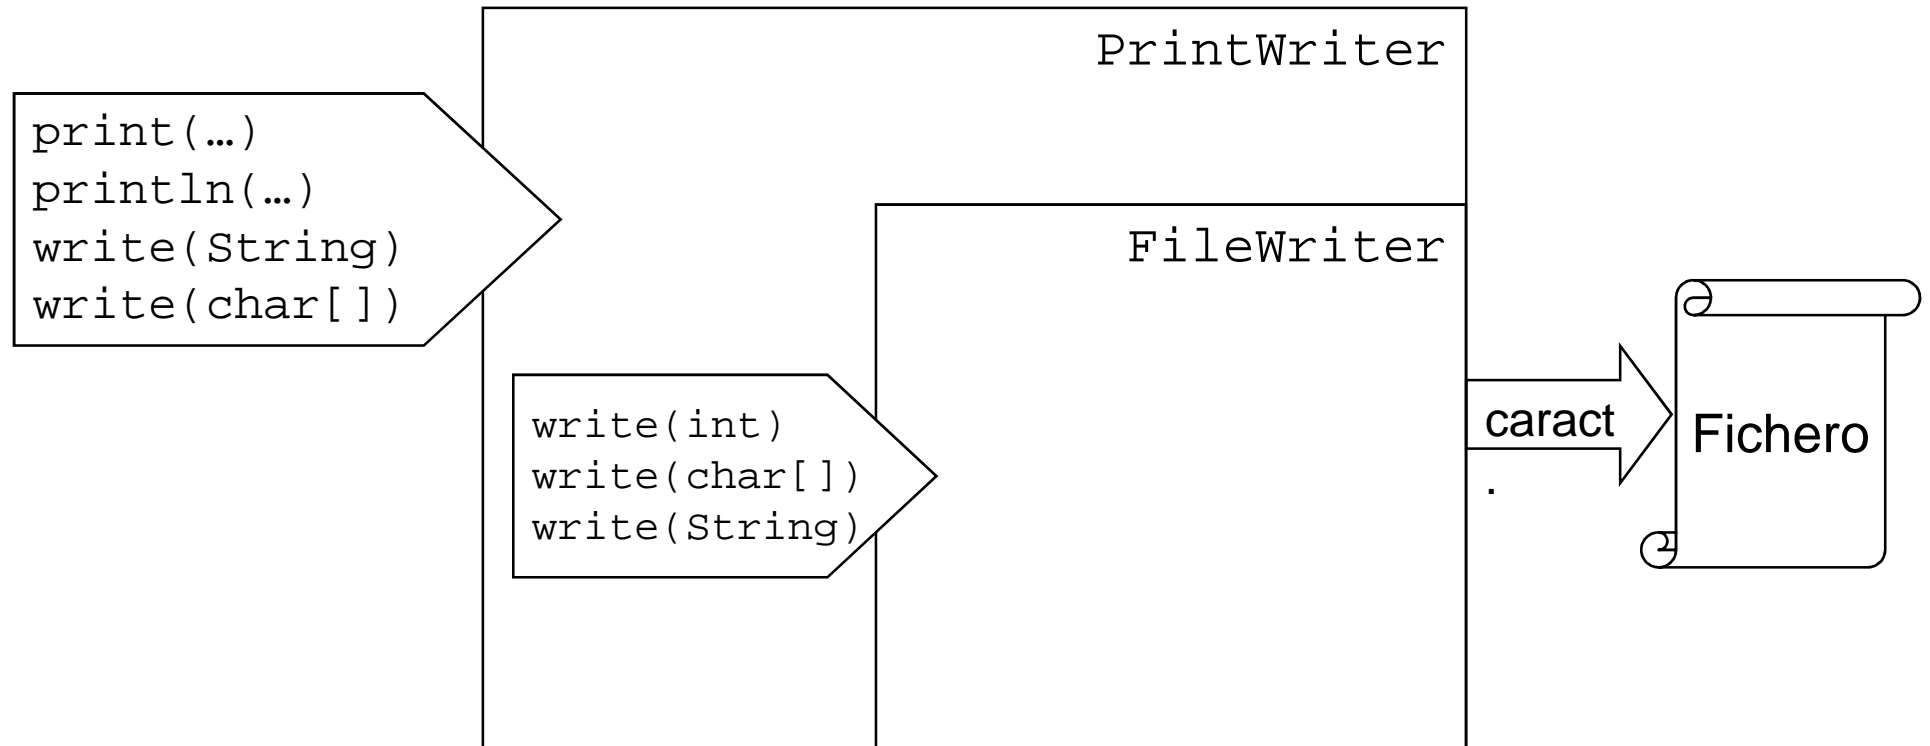 PrintWriter
print(…)
println(…)
write(String)
write(char[])
FileWriter
write(int)
write(char[])
write(String)
caract
.
Fichero